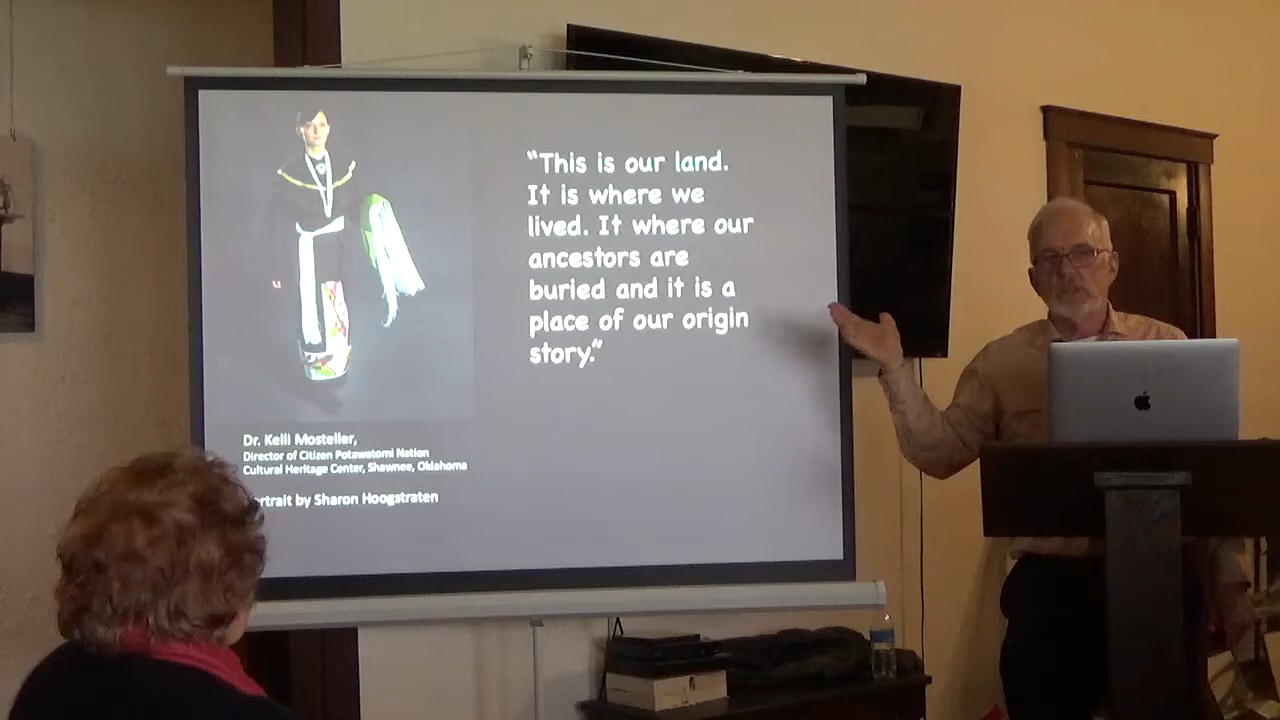 "This is our land.
It is where we
lived. It where our
ancestors are
buried and it is a
place of our origin
story."
Dr. Kelli Mosteller,
Director of Citizen Potawatomi Nation
Cultural Heritage Center, Shawnee, Oklahoma
ortrait by Sharon Hoogstraten